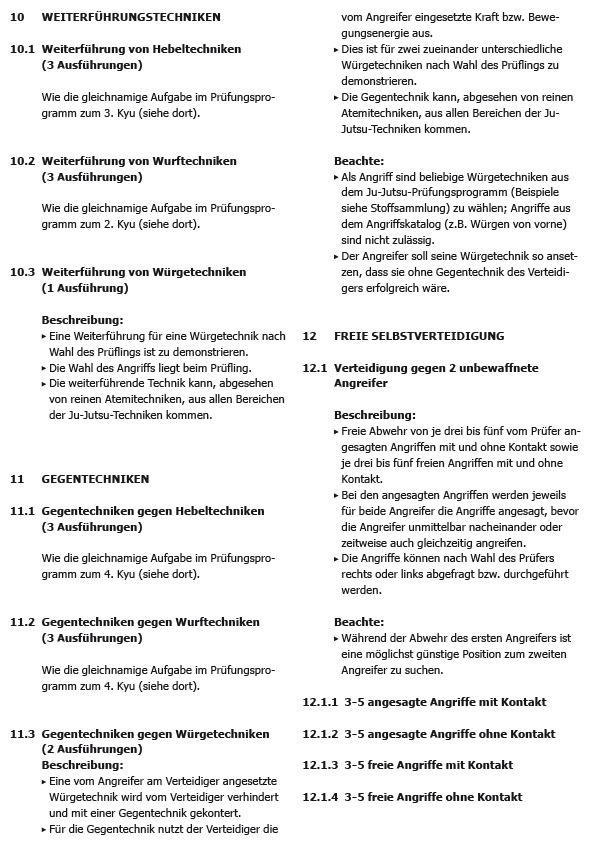 10 WEITERFÜHRUNGSTECHNIKEN
10.1 Weiterführung von Hebeltechniken
(3 Ausführungen)
Wie die gleichnamige Aufgabe im Prüfungspro-
gramm zum 3. Kyu (siehe dort).
10.2 Weiterführung von Wurftechniken
(3 Ausführungen)
Wie die gleichnamige Aufgabe im Prüfungspro-
gramm zum 2. Kyu (siehe dort).
10.3 Weiterführung von Würgetechniken
(1 Ausführung)
Beschreibung:
▸ Eine Weiterführung für eine Würgetechnik nach
Wahl des Prüflings ist zu demonstrieren.
▸ Die Wahl des Angriffs liegt beim Prüfling.
▸ Die weiterführende Technik kann, abgesehen
von reinen Atemitechniken, aus allen Bereichen
der Ju-Jutsu-Techniken kommen.
11 GEGENTECHNIKEN
11.1 Gegentechniken gegen Hebeltechniken
(3 Ausführungen)
Wie die gleichnamige Aufgabe im Prüfungspro-
gramm zum 4. Kyu (siehe dort).
11.2 Gegentechniken gegen Wurftechniken
(3 Ausführungen)
Wie die gleichnamige Aufgabe im Prüfungspro-
gramm zum 4. Kyu (siehe dort).
11.3 Gegentechniken gegen Würgetechniken
(2 Ausführungen)
Beschreibung:
▸ Eine vom Angreifer am Verteidiger angesetzte
Würgetechnik wird vom Verteidiger verhindert
und mit einer Gegentechnik gekontert.
▸ Für die Gegentechnik nutzt der Verteidiger die
vom Angreifer eingesetzte Kraft bzw. Bewe-
gungsenergie aus.
▸ Dies ist für zwei zueinander unterschiedliche
Würgetechniken nach Wahl des Prüflings zu
demonstrieren.
▸ Die Gegentechnik kann, abgesehen von reinen
Atemitechniken, aus allen Bereichen der Ju-
Jutsu-Techniken kommen.
Beachte:
▸ Als Angriff sind beliebige Würgetechniken aus
dem Ju-Jutsu-Prüfungsprogramm (Beispiele
siehe Stoffsammlung) zu wählen; Angriffe aus
dem Angriffskatalog (z.B. Würgen von vorne)
sind nicht zulässig.
▸ Der Angreifer soll seine Würgetechnik so anset-
zen, dass sie ohne Gegentechnik des Verteidi-
gers erfolgreich wäre.
12 FREIE SELBSTVERTEIDIGUNG
12.1 Verteidigung gegen 2 unbewaffnete
Angreifer
Beschreibung:
▸ Freie Abwehr von je drei bis fünf vom Prüfer an-
gesagten Angriffen mit und ohne Kontakt sowie
je drei bis fünf freien Angriffen mit und ohne
Kontakt.
▸ Bei den angesagten Angriffen werden jeweils
für beide Angreifer die Angriffe angesagt, bevor
die Angreifer unmittelbar nacheinander oder
zeitweise auch gleichzeitig angreifen.
▸ Die Angriffe können nach Wahl des Prüfers
rechts oder links abgefragt bzw. durchgeführt
werden.
Beachte:
▸ Während der Abwehr des ersten Angreifers ist
eine möglichst günstige Position zum zweiten
Angreifer zu suchen.
12.1.1 3-5 angesagte Angriffe mit Kontakt
12.1.2 3-5 angesagte Angriffe ohne Kontakt
12.1.3 3-5 freie Angriffe mit Kontakt
12.1.4 3-5 freie Angriffe ohne Kontakt